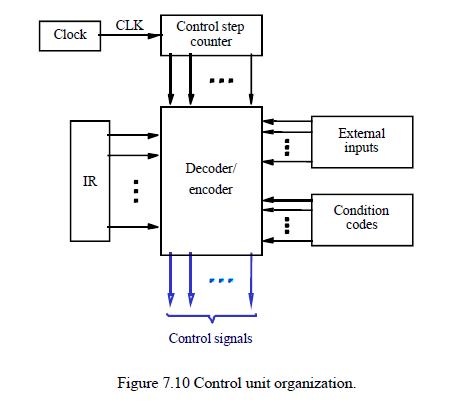 Clock
CLK
Control step
counter
IR
Decoder/
encoder
External
inputs
Condition
codes
Control signals
Figure 7.10 Control unit organization.